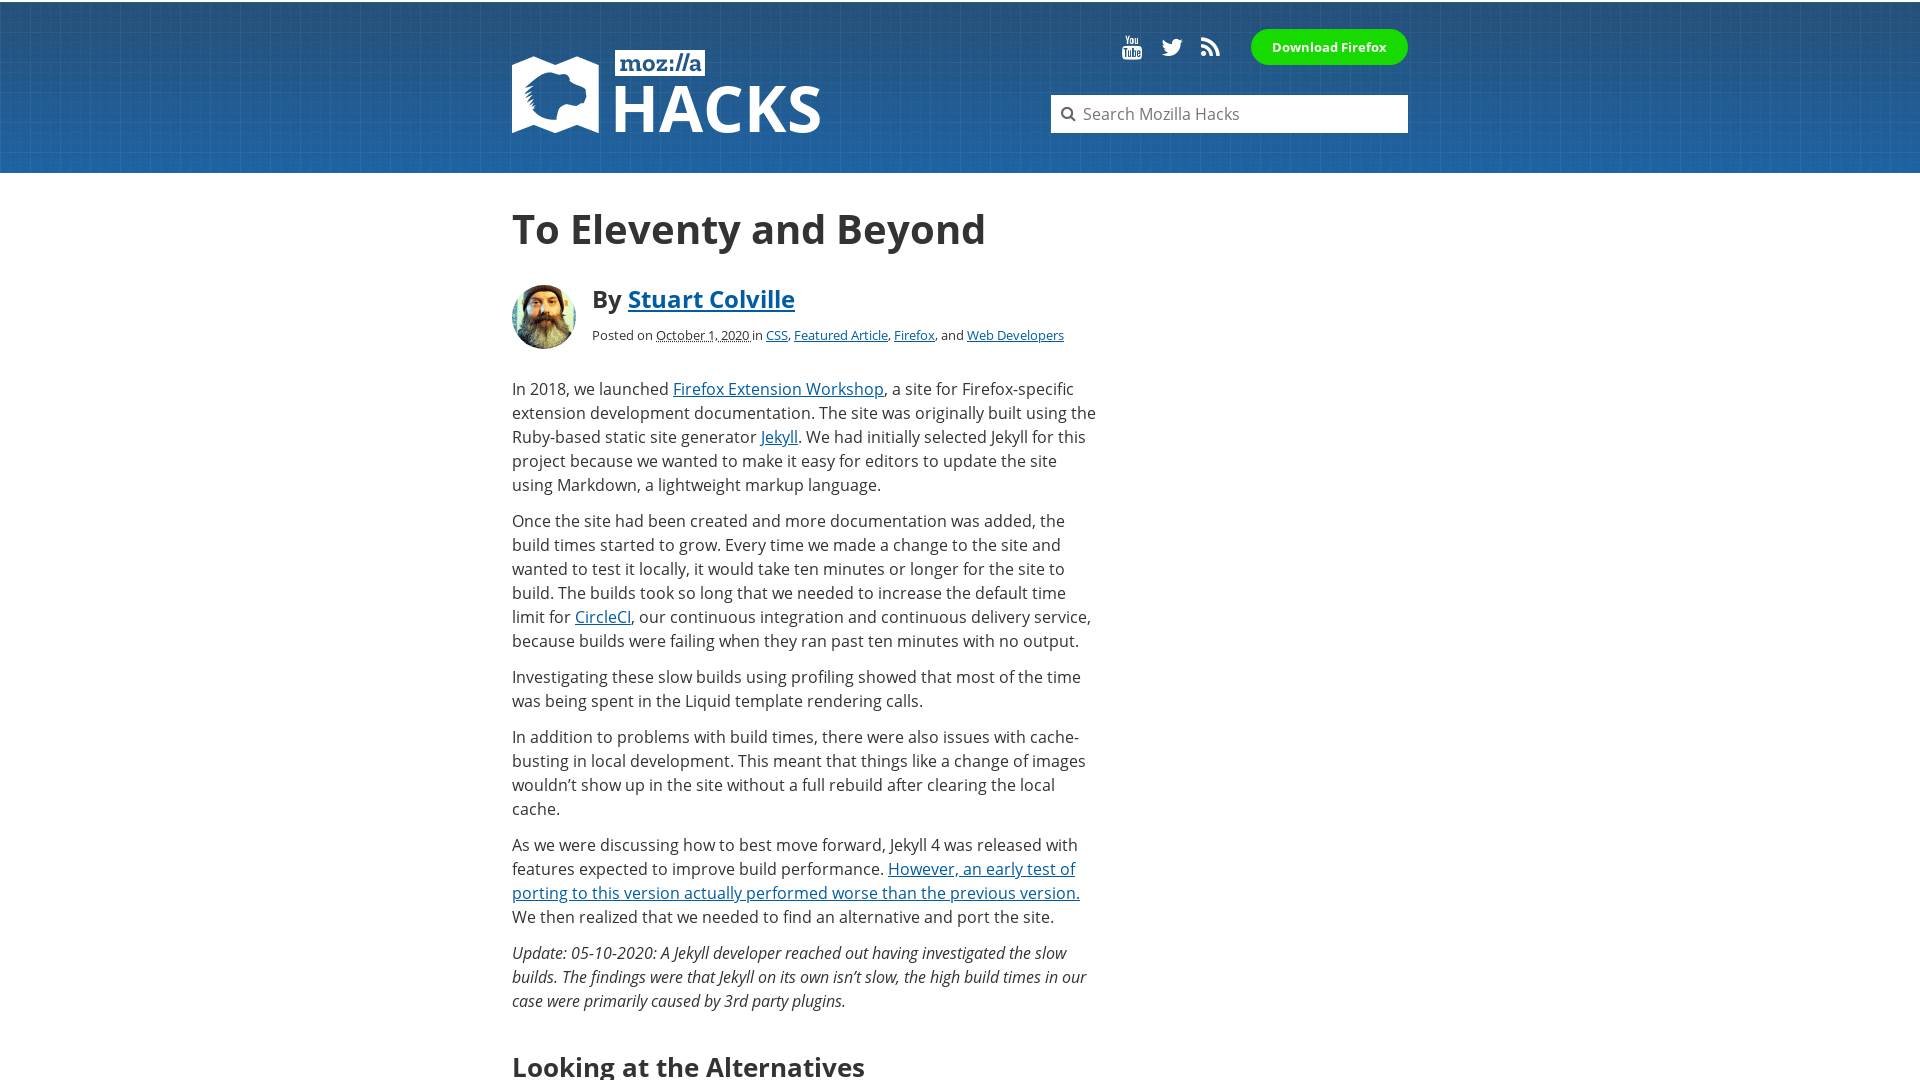 You
Tube
Download Firefox
moz://a
HACKS
Search Mozilla Hacks
To Eleventy and Beyond
By Stuart Colville
Posted on October 1, 2020 in CSS, Featured Article, Firefox, and Web Developers
In 2018, we launched Firefox Extension Workshop, a site for Firefox-specific
extension development documentation. The site was originally built using the
Ruby-based static site generator Jekyll. We had initially selected Jekyll for this
project because we wanted to make it easy for editors to update the site
using Markdown, a lightweight markup language.
Once the site had been created and more documentation was added, the
build times started to grow. Every time we made a change to the site and
wanted to test it locally, it would take ten minutes or longer for the site to
build. The builds took so long that we needed to increase the default time
limit for CircleCI, our continuous integration and continuous delivery service,
because builds were failing when they ran past ten minutes with no output.
Investigating these slow builds using profiling showed that most of the time
was being spent in the Liquid template rendering calls.
In addition to problems with build times, there were also issues with cache-
busting in local development. This meant that things like a change of images
wouldn’t show up in the site without a full rebuild after clearing the local
cache.
As we were discussing how to best move forward, Jekyll 4 was released with
features expected to improve build performance. However, an early test of
porting to this version actually performed worse than the previous version.
We then realized that we needed to find an alternative and port the site.
Update: 05-10-2020: A Jekyll developer reached out having investigated the slow
builds. The findings were that Jekyll on its own isn’t slow, the high build times in our
case were primarily caused by 3rd party plugins.
Looking at the Alternatives